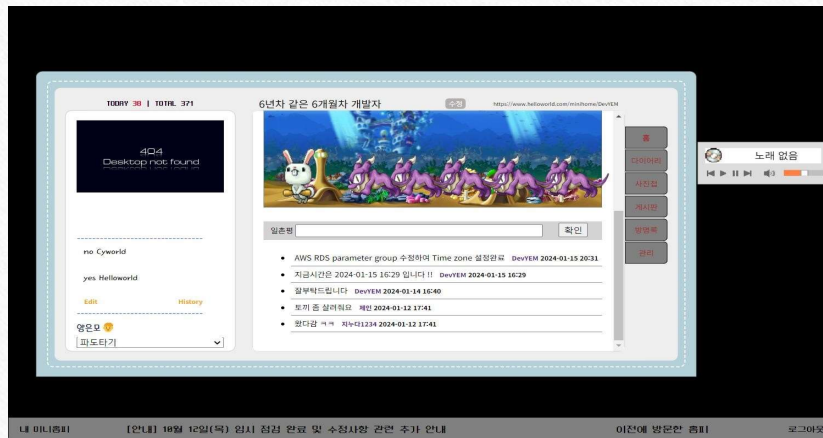 TODAY 30 | TOTAL 371
6년차 같은 6개월차 개발자
수정
https://www.helloworld.com/minihome/DevYEM
404
Desktop not found
no Cyworld
yes Helloworld
Edit
History
양은모
파도타기
일촌평
확인
AWS RDS parameter group 수정하여 Time zone 설정완료 DevYEM 2024-01-15 20:31
지금시간은 2024-01-15 16:29 입니다 !! DevYEM 2024-01-15 16:29
잘부탁드립니다 DevYEM 2024-01-14 16:40
토끼 좀 살려줘요 제인 2024-01-12 17:41
왔다감 ㅋㅋ 지누다1234 2024-01-12 17:41
홈
다이어리
사진첩
게시판
방명록
관리
노래 없음
내 미니홈피
[안내] 10월 12일(목) 임시 점검 완료 및 수정사항 관련 추가 안내
이전에 방문한 홈피
로그아웃